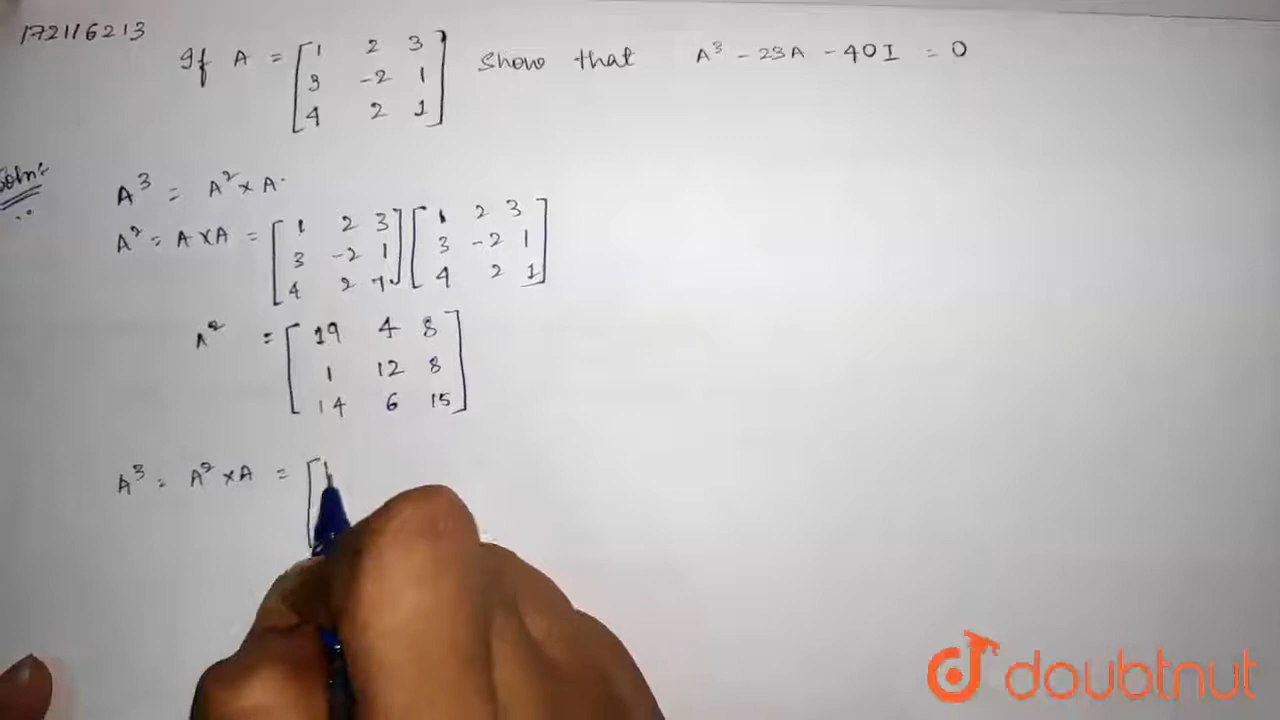 172116213
If A = [ 1 2 3 ] show that A³ - 23A - 40I = 0
3 -2 1
4 2 1
Soln:
A³ = A² × A.
A² = A × A = [ 1 2 3 ] [ 1 2 3 ]
3 -2 1 3 -2 1
4 2 1 4 2 1
A² = [ 19 4 8 ]
1 12 8
14 6 15
A³ = A² × A = [ 1
doubtnut